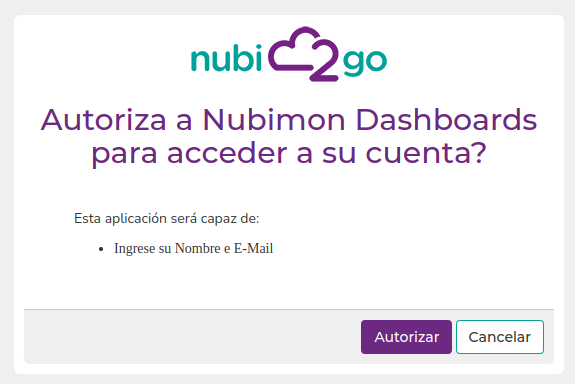 nubi2go
Autoriza a Nubimon Dashboards
para acceder a su cuenta?
Esta aplicación será capaz de:
• Ingrese su Nombre e E-Mail
Autorizar Cancelar